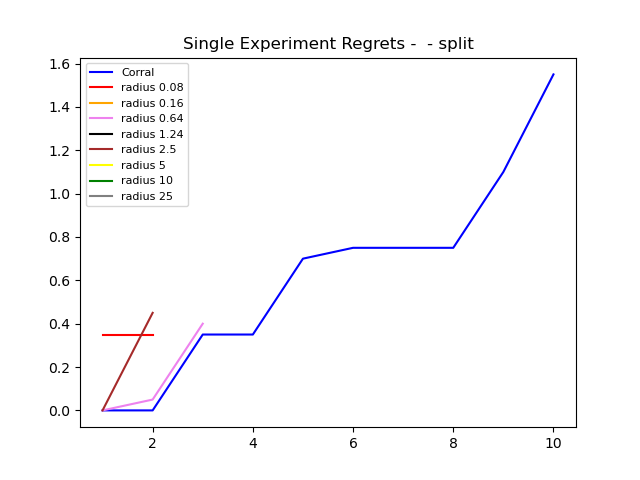 Single Experiment Regrets -  - split
1.6
1.4
1.2
1.0
0.8
0.6
0.4
0.2
0.0
Corral
radius 0.08
radius 0.16
radius 0.64
radius 1.24
radius 2.5
radius 5
radius 10
radius 25
2 4 6 8 10